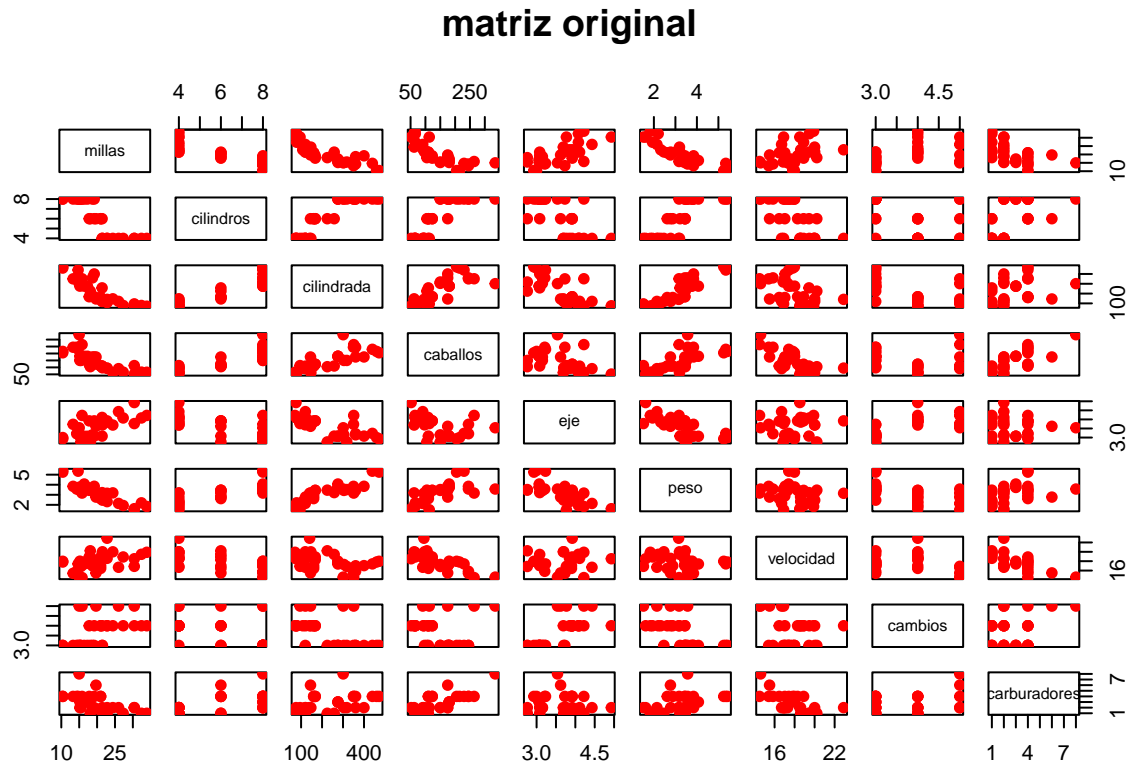 matriz original
4 6 8 50 250 2 4 3.0 4.5
millas 10
8 4 cilindros
cilindrada 100
50 caballos
eje 3.0
5 2 peso
velocidad 16
3.0 cambios
carburadores 7 1
10 25 100 400 3.0 4.5 16 22 1 4 7